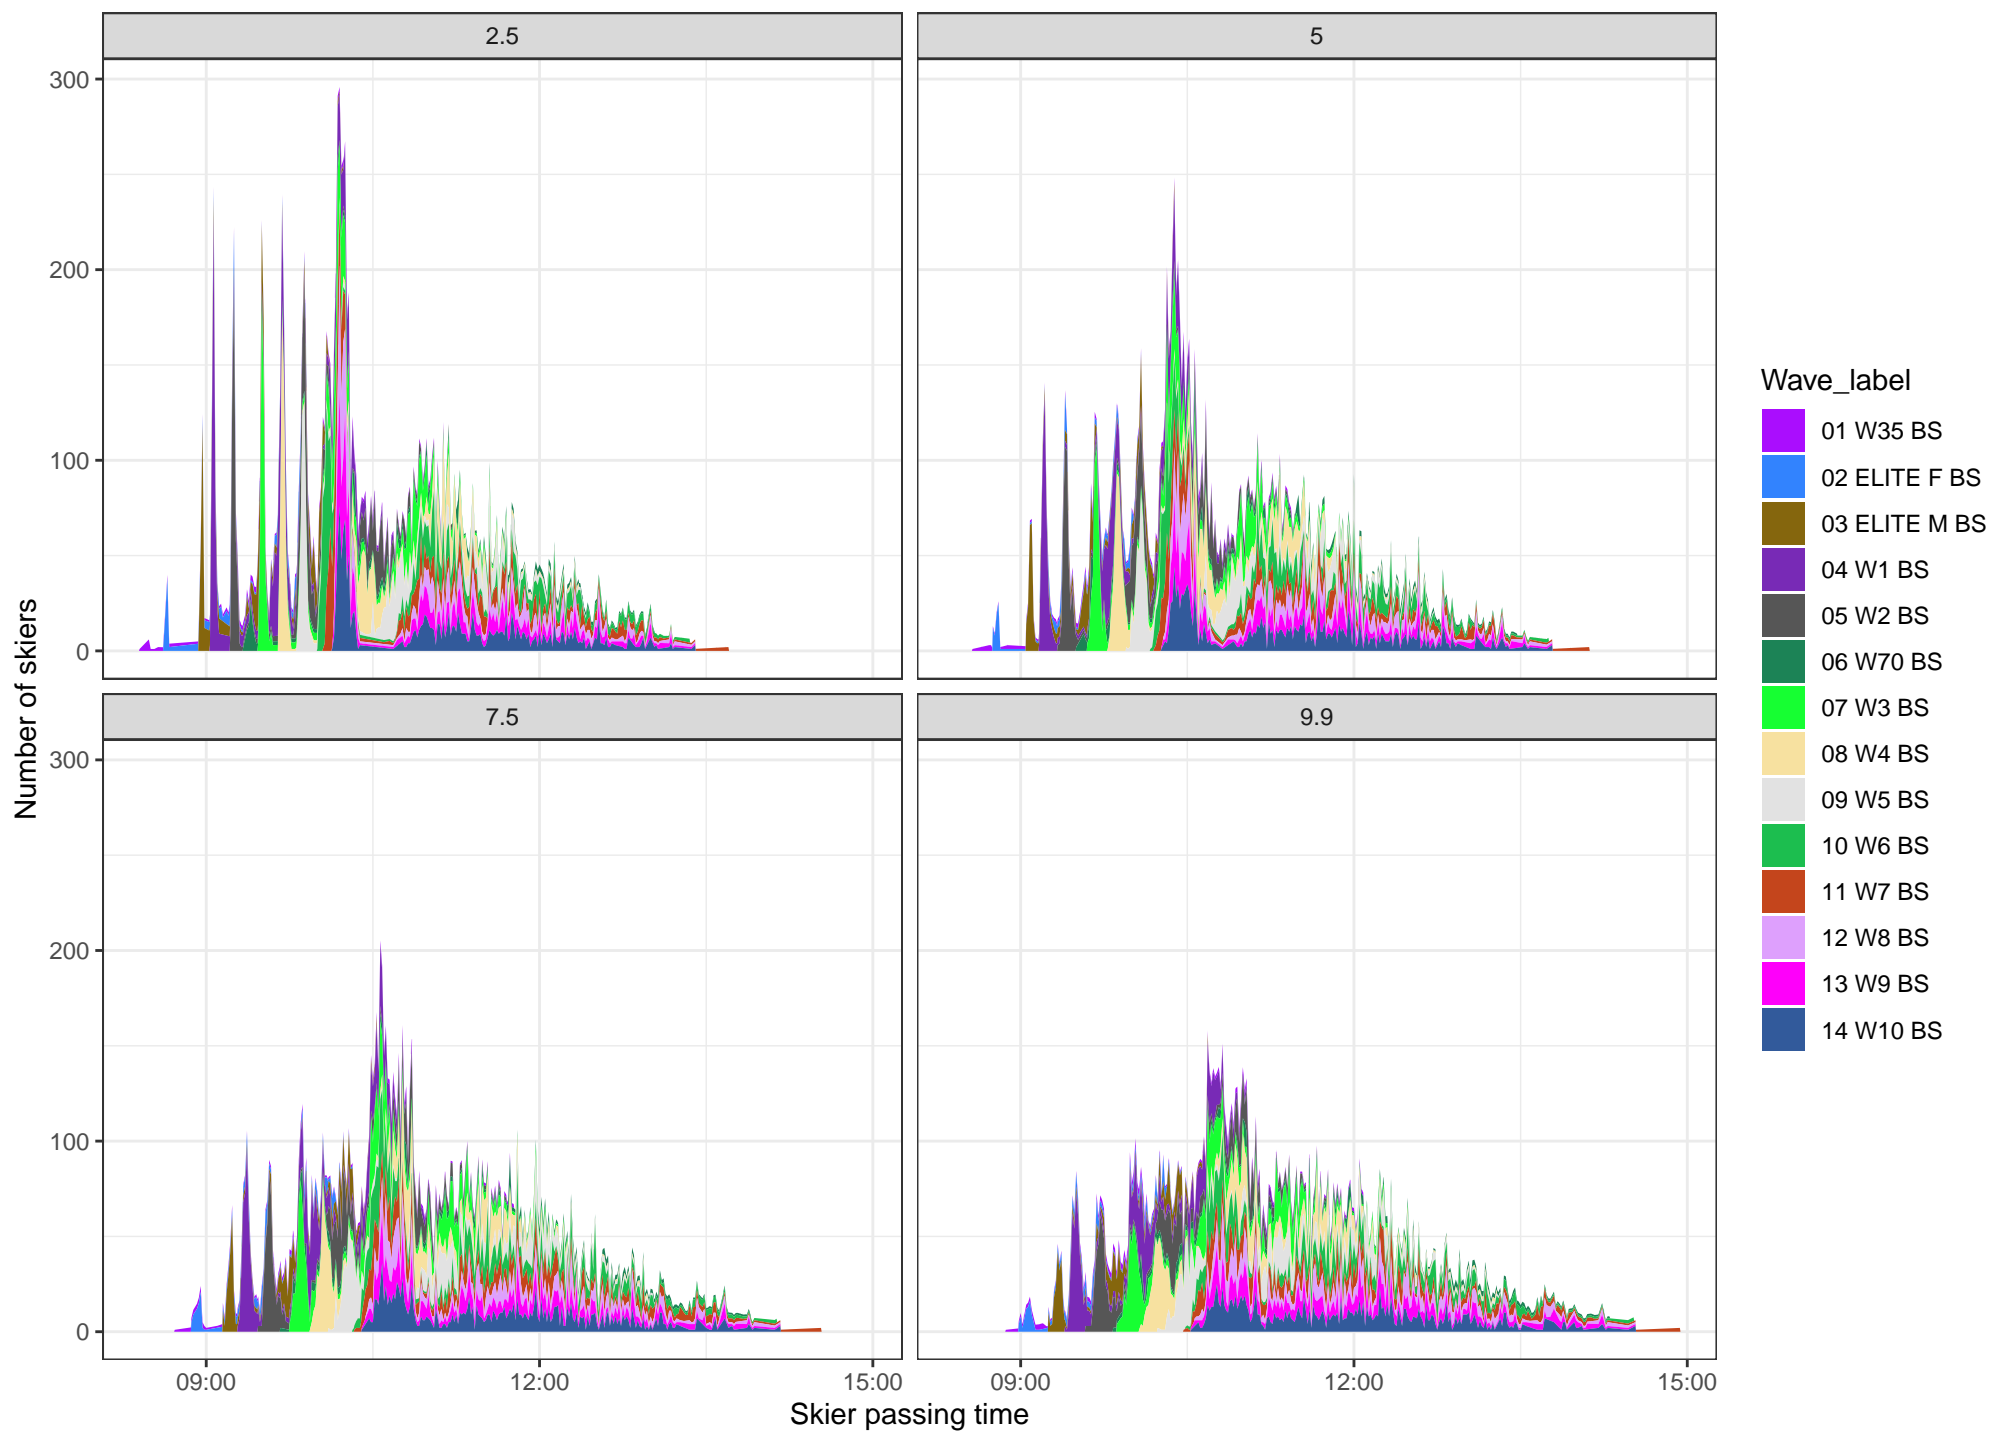 2.5
5
300
200
100
0
7.5
9.9
300
200
100
0
09:00
12:00
15:00
09:00
12:00
15:00
Number of skiers
Skier passing time
Wave_label
01 W35 BS
02 ELITE F BS
03 ELITE M BS
04 W1 BS
05 W2 BS
06 W70 BS
07 W3 BS
08 W4 BS
09 W5 BS
10 W6 BS
11 W7 BS
12 W8 BS
13 W9 BS
14 W10 BS